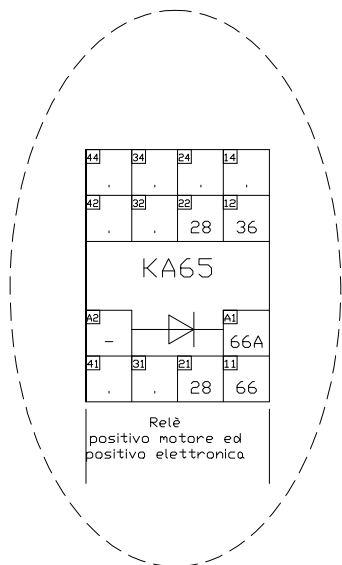 44 34 24 14
. . . .
42 32 22 12
. . 28 36
KA65
A2 A1
- 66A
41 31 21 11
. . 28 66
Relè
positivo motore ed
positivo elettronica